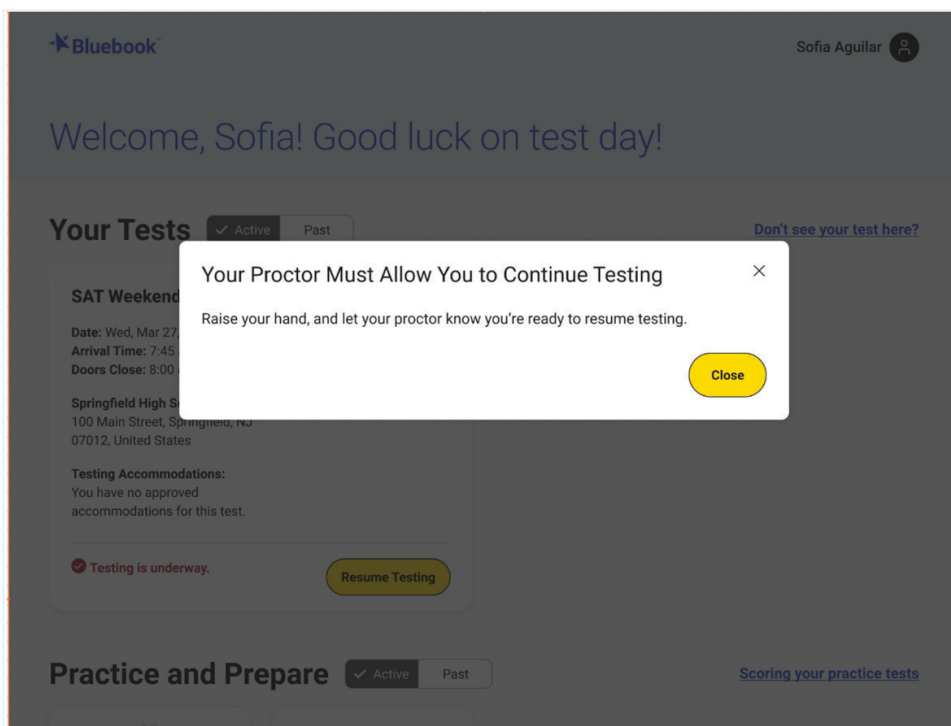 Bluebook™
Sofia Aguilar
Welcome, Sofia! Good luck on test day!
Your Tests
Active
Past
Don't see your test here?
Your Proctor Must Allow You to Continue Testing
Raise your hand, and let your proctor know you're ready to resume testing.
Close
SAT Weekend
Date: Wed, Mar 27,
Arrival Time: 7:45
Doors Close: 8:00
Springfield High
100 Main Street, Springfield, NJ
07012, United States
Testing Accommodations:
You have no approved
accommodations for this test.
Testing is underway.
Resume Testing
Practice and Prepare
Active
Past
Scoring your practice tests